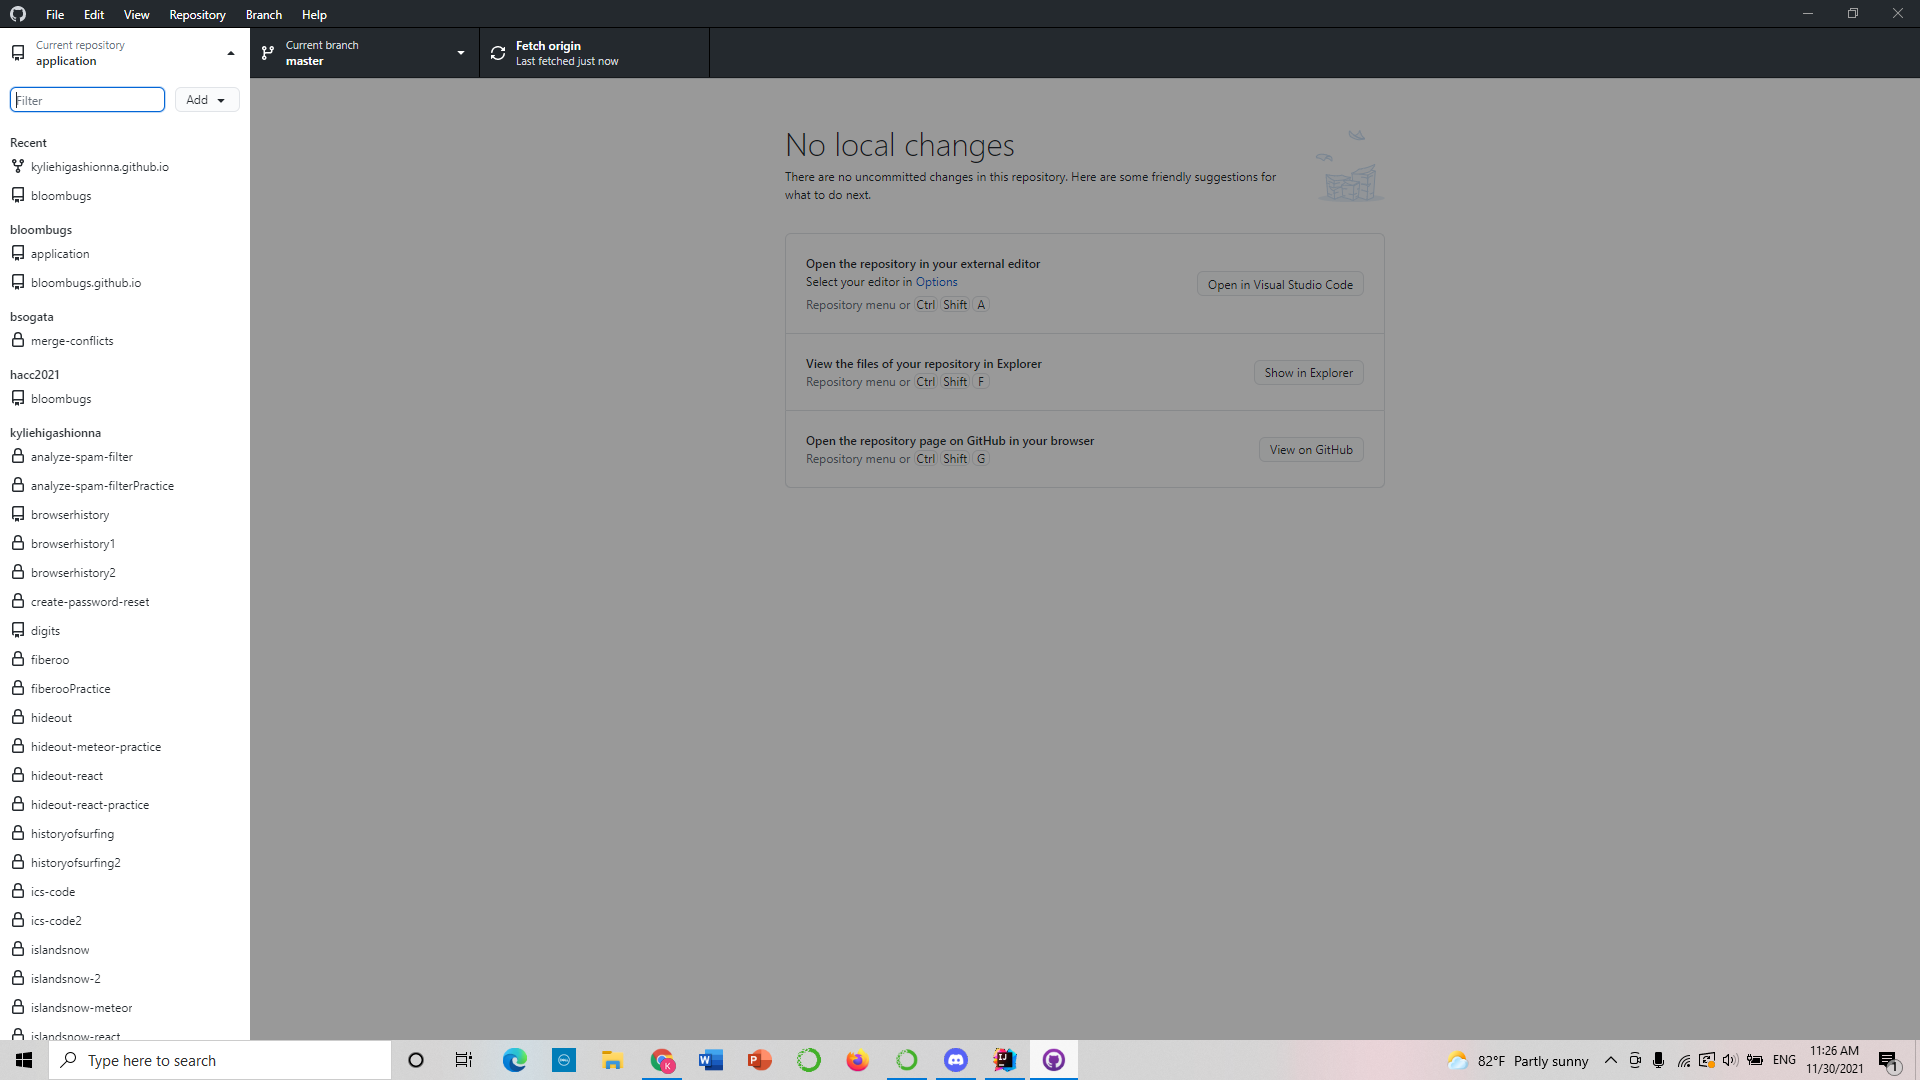 File Edit View Repository Branch Help
Current repository
application
Current branch
master
Fetch origin
Last fetched just now
Filter
Add
Recent
kyliehigashionna.github.io
bloombugs
bloombugs
application
bloombugs.github.io
bsogata
merge-conflicts
hacc2021
bloombugs
kyliehigashionna
analyze-spam-filter
analyze-spam-filterPractice
browserhistory
browserhistory1
browserhistory2
create-password-reset
digits
fiberoo
fiberooPractice
hideout
hideout-meteor-practice
hideout-react
hideout-react-practice
historyofsurfing
historyofsurfing2
ics-code
ics-code2
islandsnow
islandsnow-2
islandsnow-meteor
islandsnow-react
No local changes
There are no uncommitted changes in this repository. Here are some friendly suggestions for
what to do next.
Open the repository in your external editor
Select your editor in Options
Repository menu or Ctrl Shift A
Open in Visual Studio Code
View the files of your repository in Explorer
Repository menu or Ctrl Shift F
Show in Explorer
Open the repository page on GitHub in your browser
Repository menu or Ctrl Shift G
View on GitHub
Type here to search
82°F Partly sunny
ENG
11:26 AM
11/30/2021
1